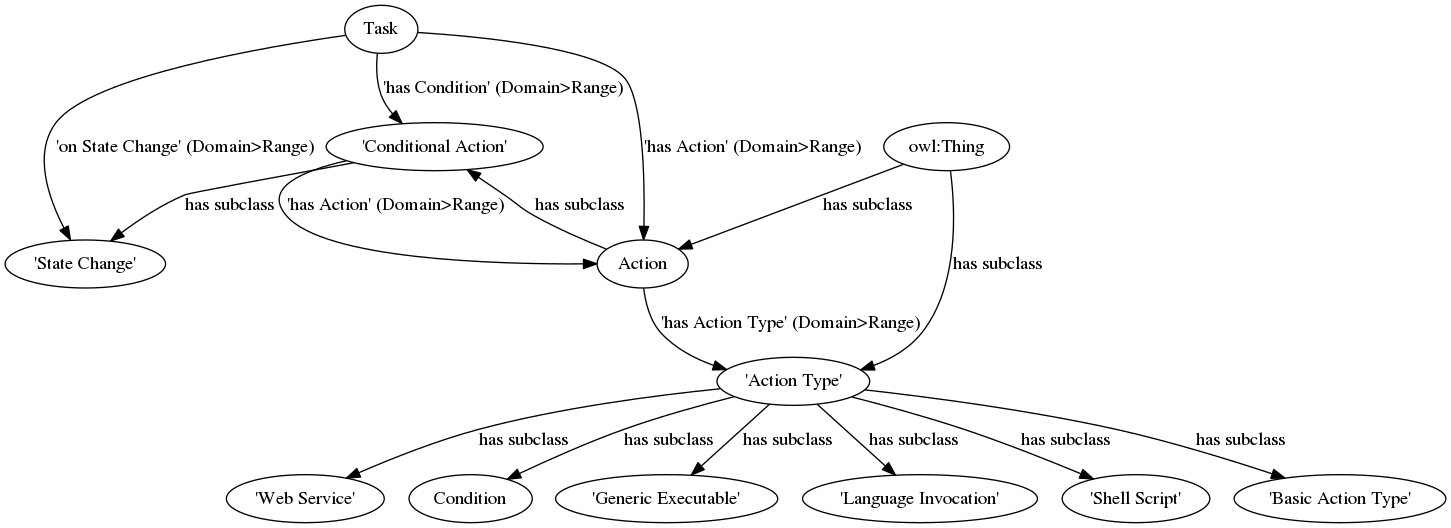 Task
'has Condition' (Domain>Range)
'on State Change' (Domain>Range)
'Conditional Action'
'has Action' (Domain>Range)
owl:Thing
has subclass
'has Action' (Domain>Range)
has subclass
has subclass
'State Change'
Action
has subclass
'has Action Type' (Domain>Range)
'Action Type'
has subclass
has subclass
has subclass
has subclass
has subclass
has subclass
'Web Service'
Condition
'Generic Executable'
'Language Invocation'
'Shell Script'
'Basic Action Type'